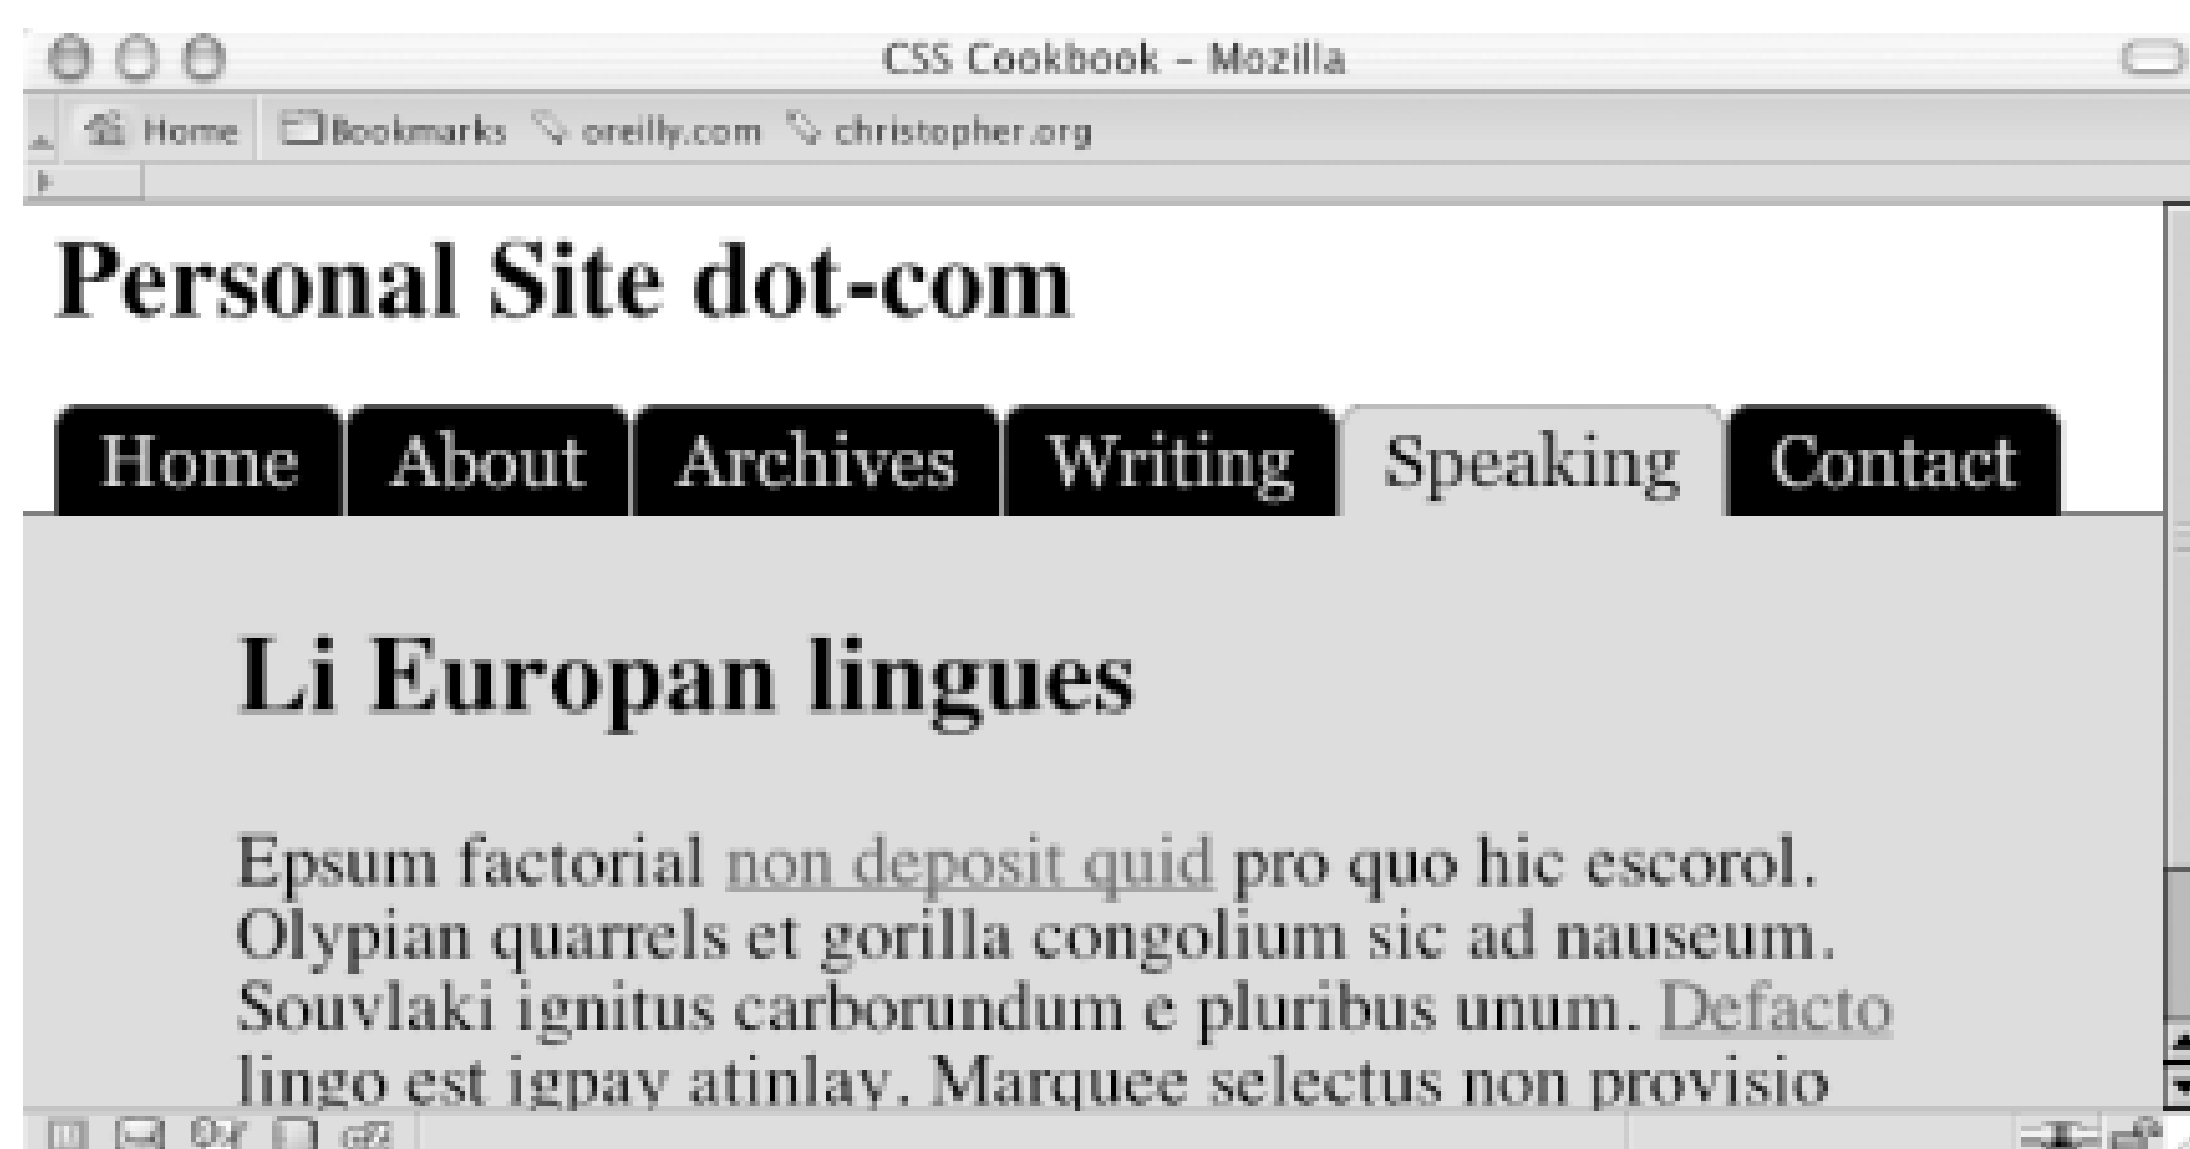 CSS Cookbook – Mozilla
Home Bookmarks oreilly.com christopher.org
Personal Site dot-com
Home About Archives Writing Speaking Contact
Li Europan lingues
Epsum factorial non deposit quid pro quo hic escorol.
Olypian quarrels et gorilla congolium sic ad nauseum.
Souvlaki ignitus carborundum e pluribus unum. Defacto
lingo est igpay atinlay. Marquee selectus non provisio